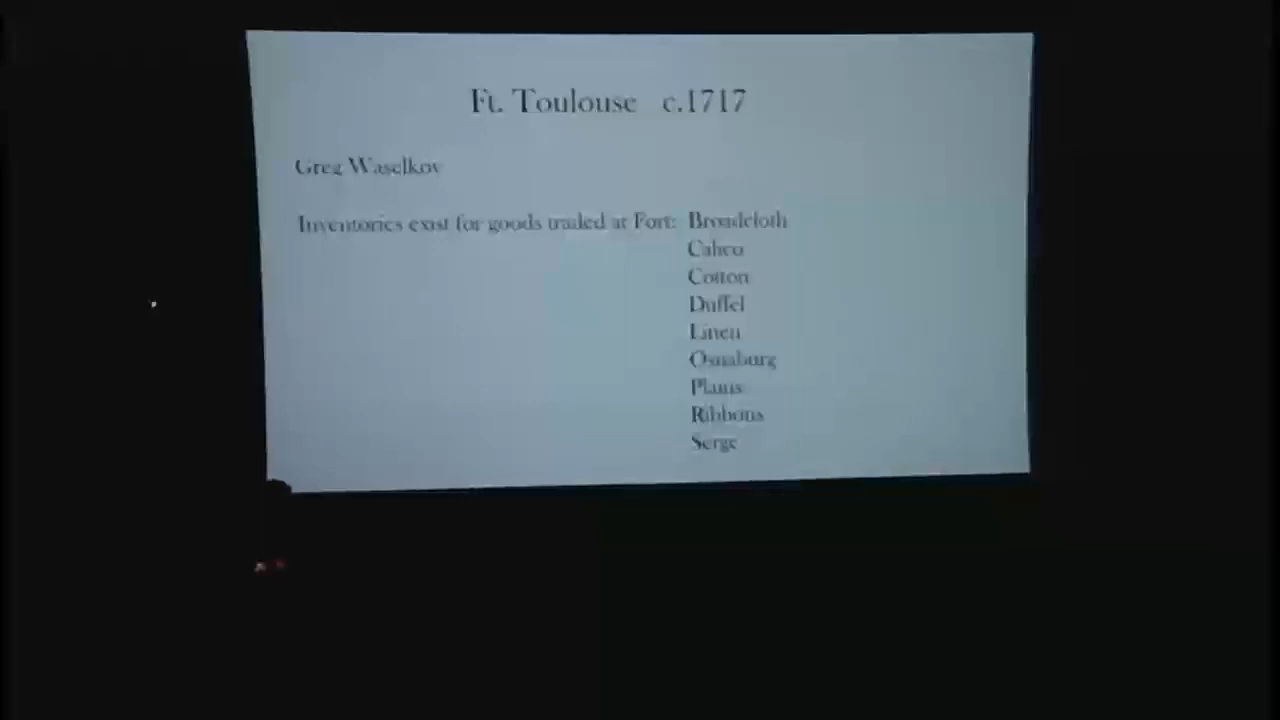 Ft. Toulouse c.1717
Greg Waselkov
Inventories exist for goods traded at Fort: Broadcloth
Calico
Cotton
Duffel
Linen
Osnaburg
Plains
Ribbons
Serge